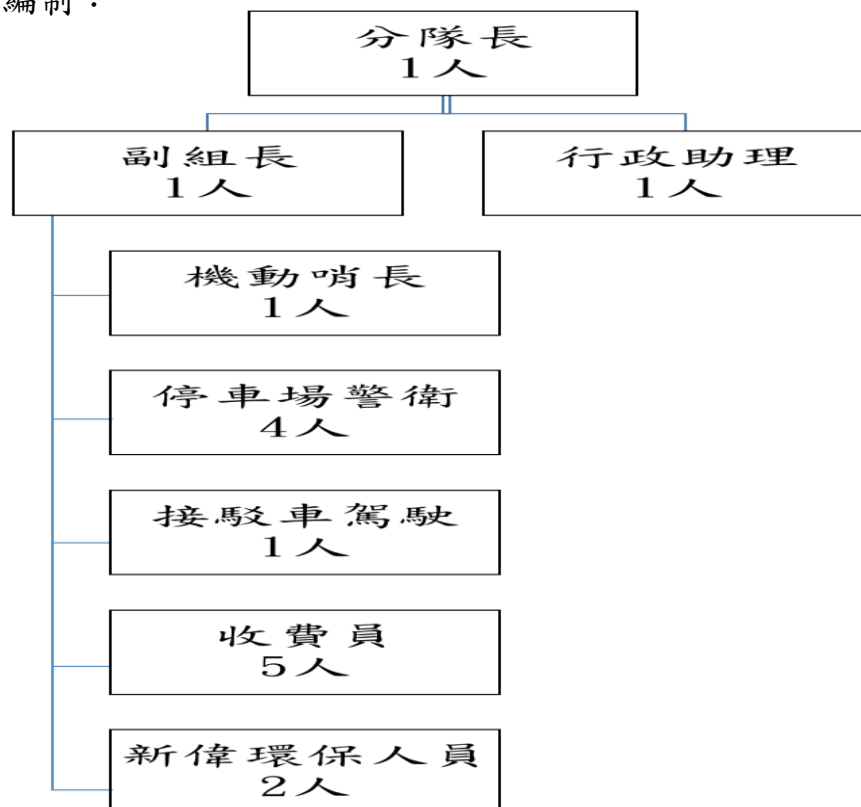 編制：
分隊長
1人
副組長
1人
行政助理
1人
機動哨長
1人
停車場警衛
4人
接駁車駕駛
1人
收費員
5人
新偉環保人員
2人